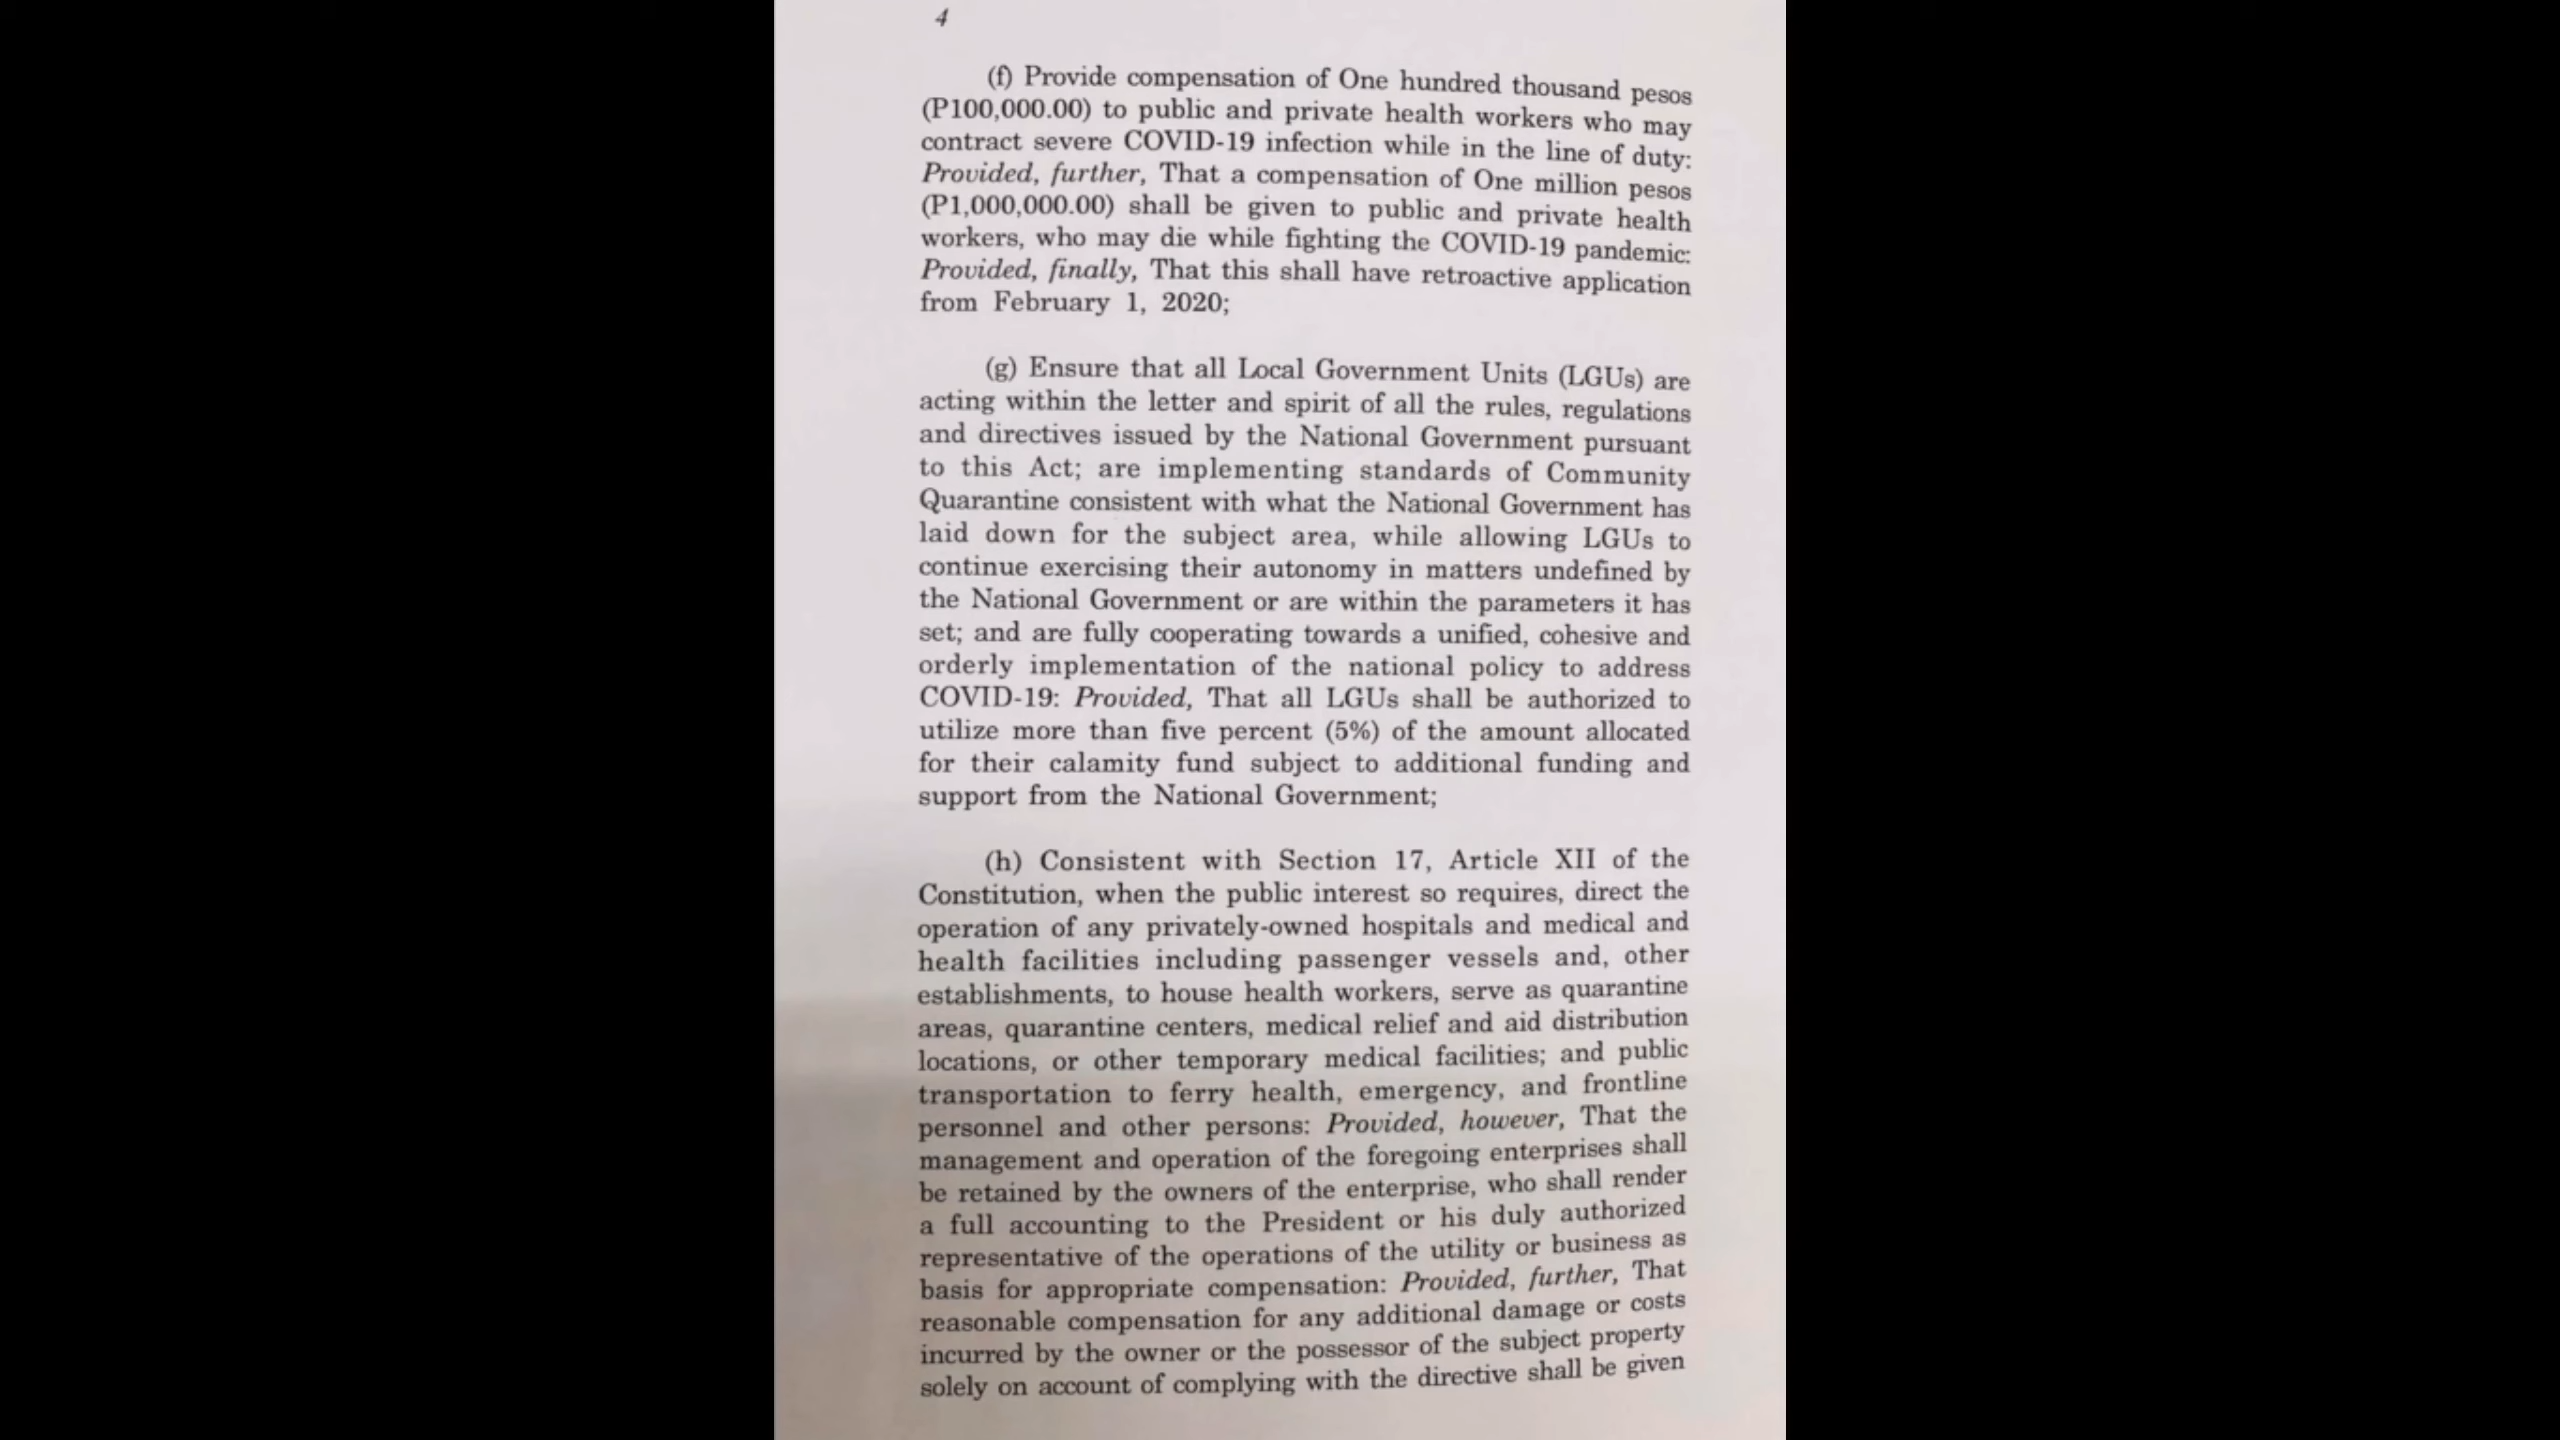 4
(f) Provide compensation of One hundred thousand pesos
(P100,000.00) to public and private health workers who may
contract severe COVID-19 infection while in the line of duty:
Provided, further, That a compensation of One million pesos
(P1,000,000.00) shall be given to public and private health
workers, who may die while fighting the COVID-19 pandemic:
Provided, finally, That this shall have retroactive application
from February 1, 2020;
(g) Ensure that all Local Government Units (LGUs) are
acting within the letter and spirit of all the rules, regulations
and directives issued by the National Government pursuant
to this Act; are implementing standards of Community
Quarantine consistent with what the National Government has
laid down for the subject area, while allowing LGUs to
continue exercising their autonomy in matters undefined by
the National Government or are within the parameters it has
set; and are fully cooperating towards a unified, cohesive and
orderly implementation of the national policy to address
COVID-19: Provided, That all LGUs shall be authorized to
utilize more than five percent (5%) of the amount allocated
for their calamity fund subject to additional funding and
support from the National Government;
(h) Consistent with Section 17, Article XII of the
Constitution, when the public interest so requires, direct the
operation of any privately-owned hospitals and medical and
health facilities including passenger vessels and, other
establishments, to house health workers, serve as quarantine
areas, quarantine centers, medical relief and aid distribution
locations, or other temporary medical facilities; and public
transportation to ferry health, emergency, and frontline
personnel and other persons: Provided, however, That the
management and operation of the foregoing enterprises shall
be retained by the owners of the enterprise, who shall render
a full accounting to the President or his duly authorized
representative of the operations of the utility or business as
basis for appropriate compensation: Provided, further, That
reasonable compensation for any additional damage or costs
incurred by the owner or the possessor of the subject property
solely on account of complying with the directive shall be given